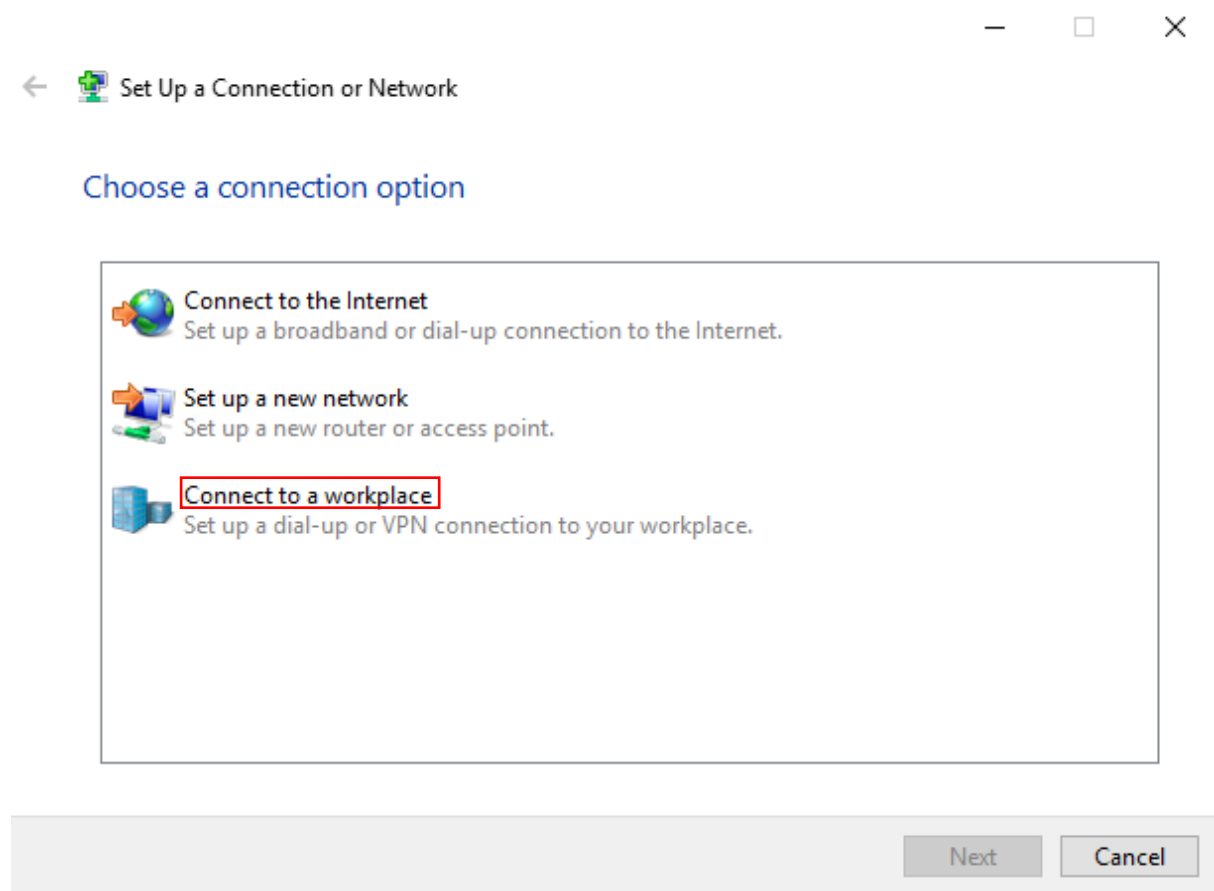 Set Up a Connection or Network
Choose a connection option
Connect to the Internet
Set up a broadband or dial-up connection to the Internet.
Set up a new network
Set up a new router or access point.
Connect to a workplace
Set up a dial-up or VPN connection to your workplace.
Next Cancel